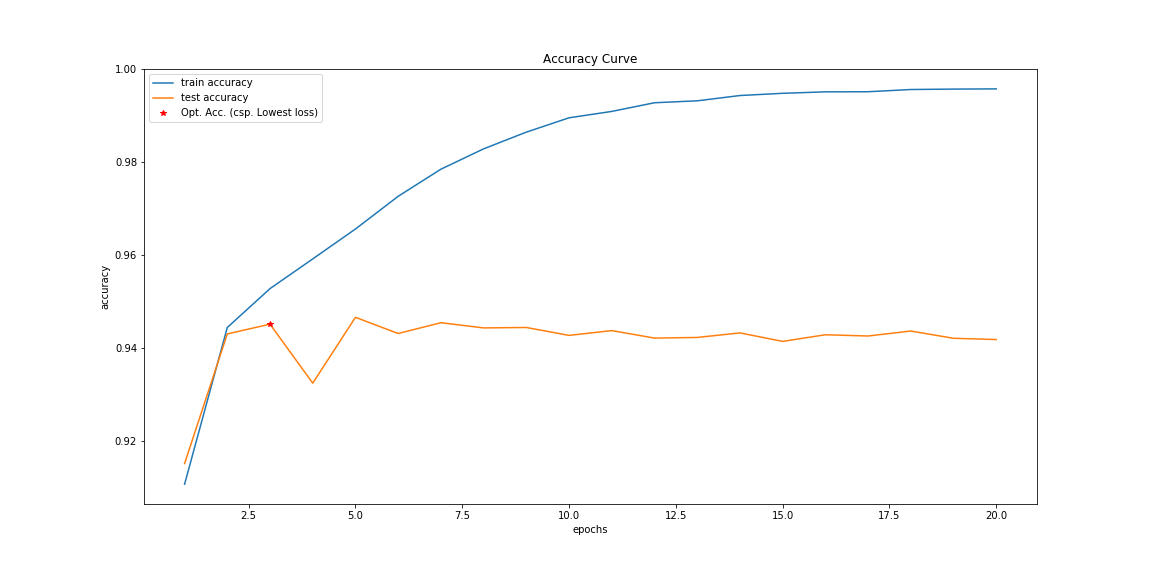 Accuracy Curve
train accuracy
test accuracy
Opt. Acc. (csp. Lowest loss)
1.00
0.98
0.96
0.94
0.92
accuracy
2.5 5.0 7.5 10.0 12.5 15.0 17.5 20.0
epochs